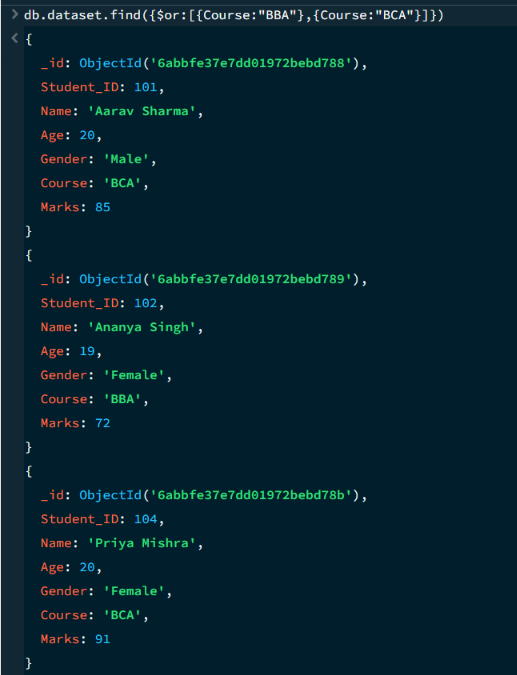 > db.dataset.find({$or:[{Course:"BBA"},{Course:"BCA"}]})
< {
_id: ObjectId('6abbfe37e7dd01972bebd788'),
Student_ID: 101,
Name: 'Aarav Sharma',
Age: 20,
Gender: 'Male',
Course: 'BCA',
Marks: 85
}
{
_id: ObjectId('6abbfe37e7dd01972bebd789'),
Student_ID: 102,
Name: 'Ananya Singh',
Age: 19,
Gender: 'Female',
Course: 'BBA',
Marks: 72
}
{
_id: ObjectId('6abbfe37e7dd01972bebd78b'),
Student_ID: 104,
Name: 'Priya Mishra',
Age: 20,
Gender: 'Female',
Course: 'BCA',
Marks: 91
}